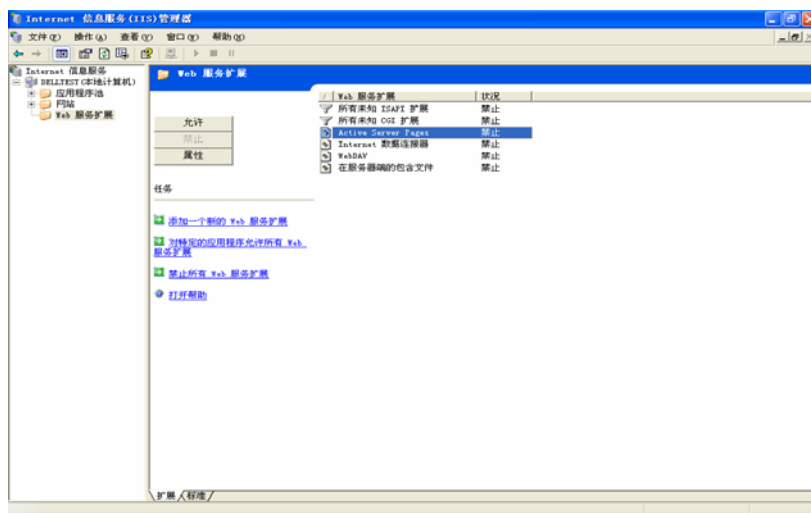 Internet 信息服务(IIS)管理器
文件(F) 操作(A) 查看(V) 窗口(W) 帮助(H)
Internet 信息服务
DELLTEST(本地计算机)
应用程序池
网站
Web 服务扩展
Web 服务扩展
允许
禁止
属性
任务
添加一个新的 Web 服务扩展
对特定的应用程序允许所有 Web
服务扩展
禁止所有 Web 服务扩展
打开帮助
Web 服务扩展 状况
所有未知 ISAPI 扩展 禁止
所有未知 CGI 扩展 禁止
Active Server Pages 禁止
Internet 数据连接器 禁止
WebDAV 禁止
在服务器端的包含文件 禁止
扩展 标准